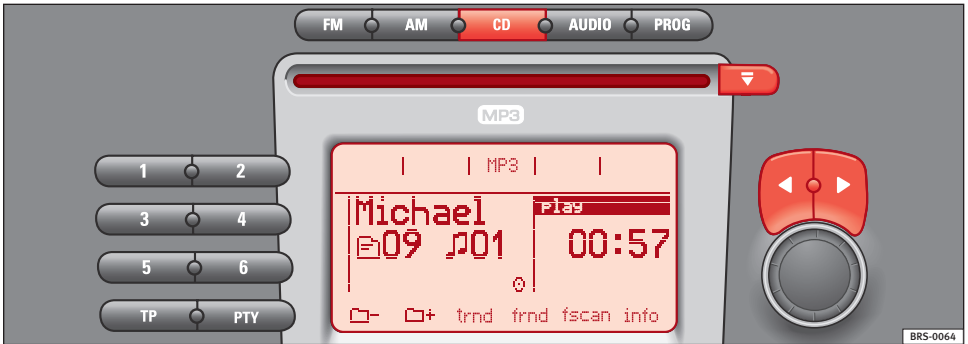 FM AM CD AUDIO PROG
MP3
MP3
Michael
play
09 01
00:57
1 2
3 4
5 6
TP PTY
- + trnd frnd fscan info
BRS-0064